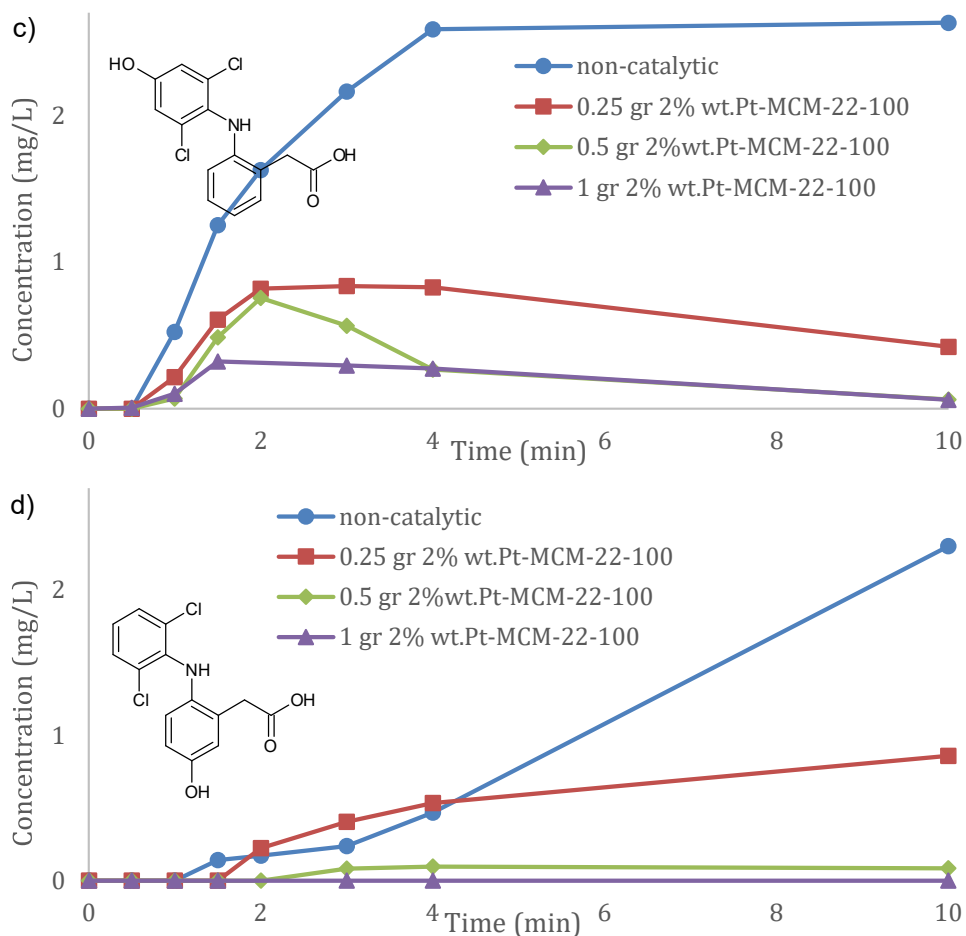 c)
Concentration (mg/L)
2
1
0
0
2
4
6
8
10
Time (min)
non-catalytic
0.25 gr 2% wt.Pt-MCM-22-100
0.5 gr 2%wt.Pt-MCM-22-100
1 gr 2% wt.Pt-MCM-22-100
HO
Cl
Cl
NH
OH
O
d)
Concentration (mg/L)
2
1
0
0
2
4
6
8
10
Time (min)
non-catalytic
0.25 gr 2% wt.Pt-MCM-22-100
0.5 gr 2%wt.Pt-MCM-22-100
1 gr 2% wt.Pt-MCM-22-100
Cl
NH
Cl
OH
O
OH